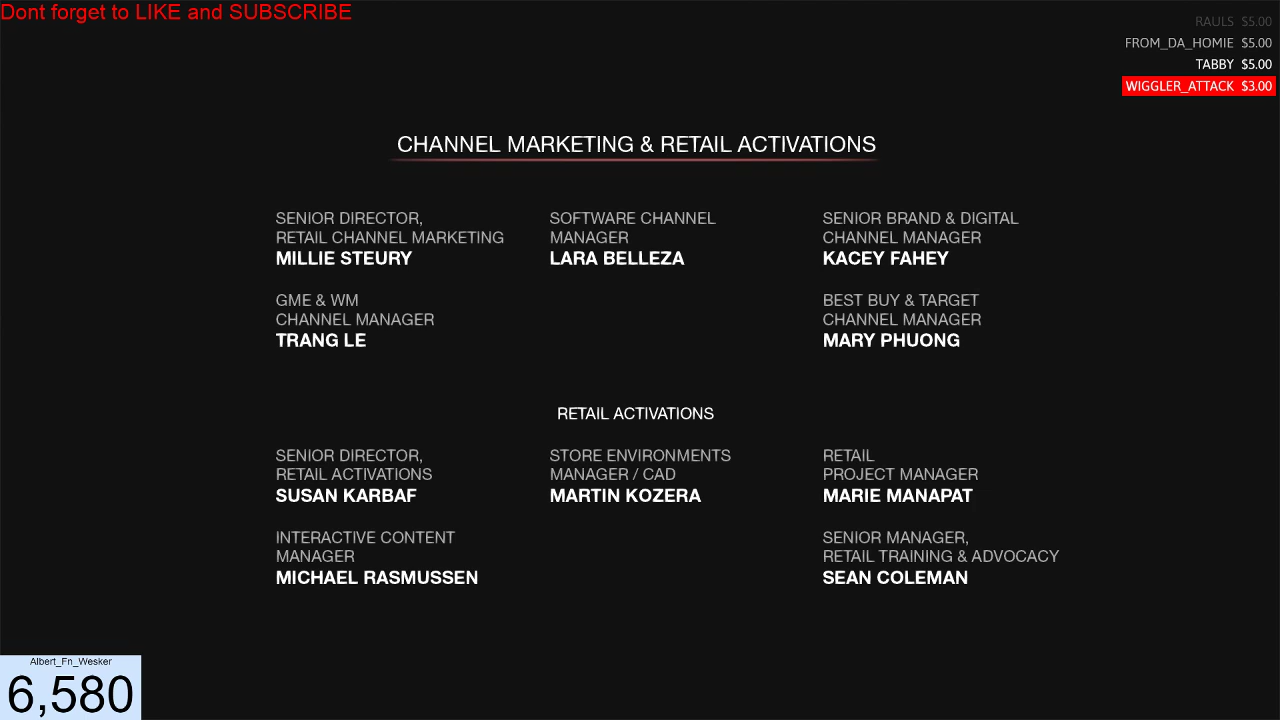 Dont forget to LIKE and SUBSCRIBE
RAULS $5.00
FROM_DA_HOMIE $5.00
TABBY $5.00
WIGGLER_ATTACK $3.00
CHANNEL MARKETING & RETAIL ACTIVATIONS
SENIOR DIRECTOR,
RETAIL CHANNEL MARKETING
MILLIE STEURY
SOFTWARE CHANNEL
MANAGER
LARA BELLEZA
SENIOR BRAND & DIGITAL
CHANNEL MANAGER
KACEY FAHEY
GME & WM
CHANNEL MANAGER
TRANG LE
BEST BUY & TARGET
CHANNEL MANAGER
MARY PHUONG
RETAIL ACTIVATIONS
SENIOR DIRECTOR,
RETAIL ACTIVATIONS
SUSAN KARBAF
STORE ENVIRONMENTS
MANAGER / CAD
MARTIN KOZERA
RETAIL
PROJECT MANAGER
MARIE MANAPAT
INTERACTIVE CONTENT
MANAGER
MICHAEL RASMUSSEN
SENIOR MANAGER,
RETAIL TRAINING & ADVOCACY
SEAN COLEMAN
Albert_Fn_Wesker
6,580